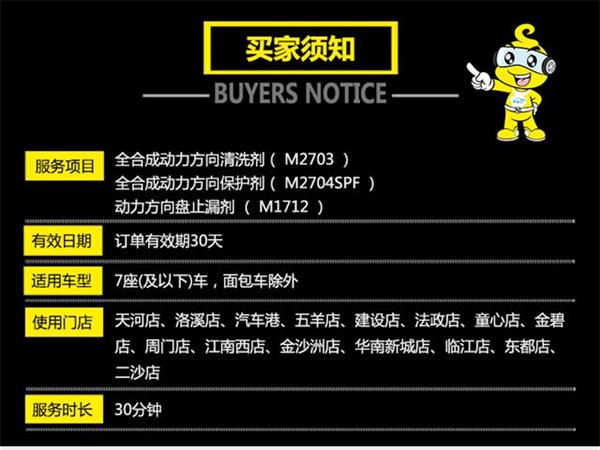 买家须知
BUYERS NOTICE
服务项目
全合成动力方向清洗剂（ M2703 ）
全合成动力方向保护剂（ M2704SPF ）
动力方向盘止漏剂 （ M1712 ）
有效日期
订单有效期30天
适用车型
7座(及以下)车，面包车除外
使用门店
天河店、洛溪店、汽车港、五羊店、建设店、法政店、童心店、金碧
店、周门店、江南西店、金沙洲店、华南新城店、临江店、东都店、
二沙店
服务时长
30分钟